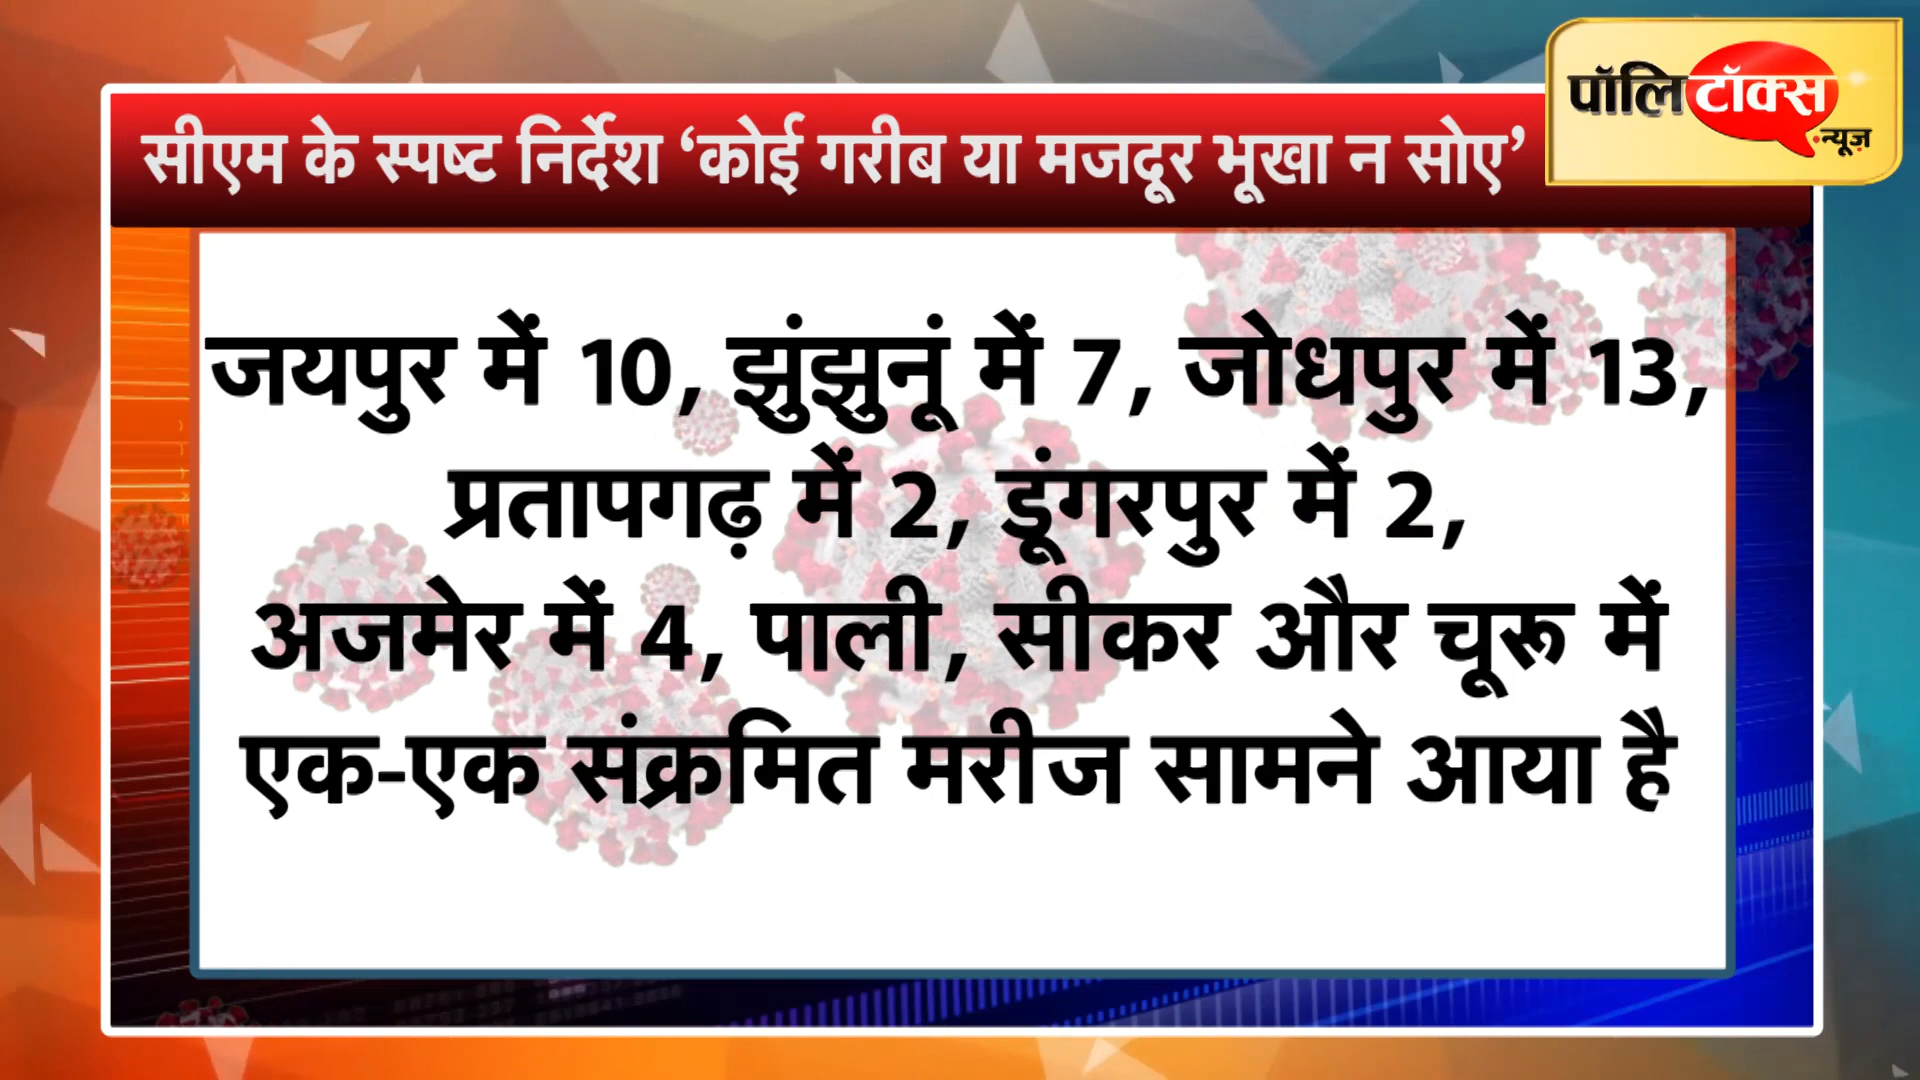 सीएम के स्पष्ट निर्देश ‘कोई गरीब या मजदूर भूखा न सोए’
पॉलिटॉक्स
न्यूज़
जयपुर में 10, झुंझुनूं में 7, जोधपुर में 13,
प्रतापगढ़ में 2, डूंगरपुर में 2,
अजमेर में 4, पाली, सीकर और चूरू में
एक-एक संक्रमित मरीज सामने आया है